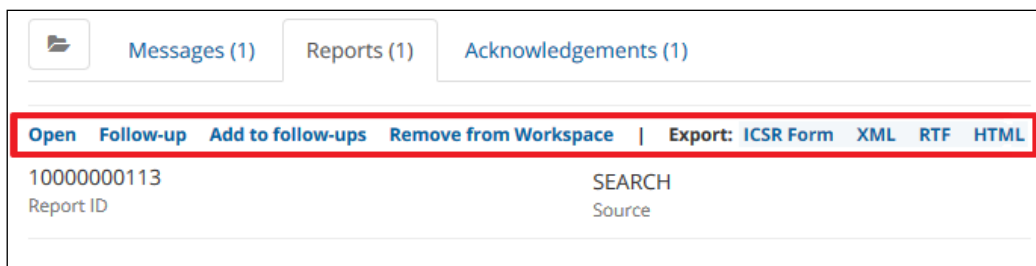 Messages (1) Reports (1) Acknowledgements (1)
Open Follow-up Add to follow-ups Remove from Workspace | Export: ICSR Form XML RTF HTML
10000000113 SEARCH
Report ID Source